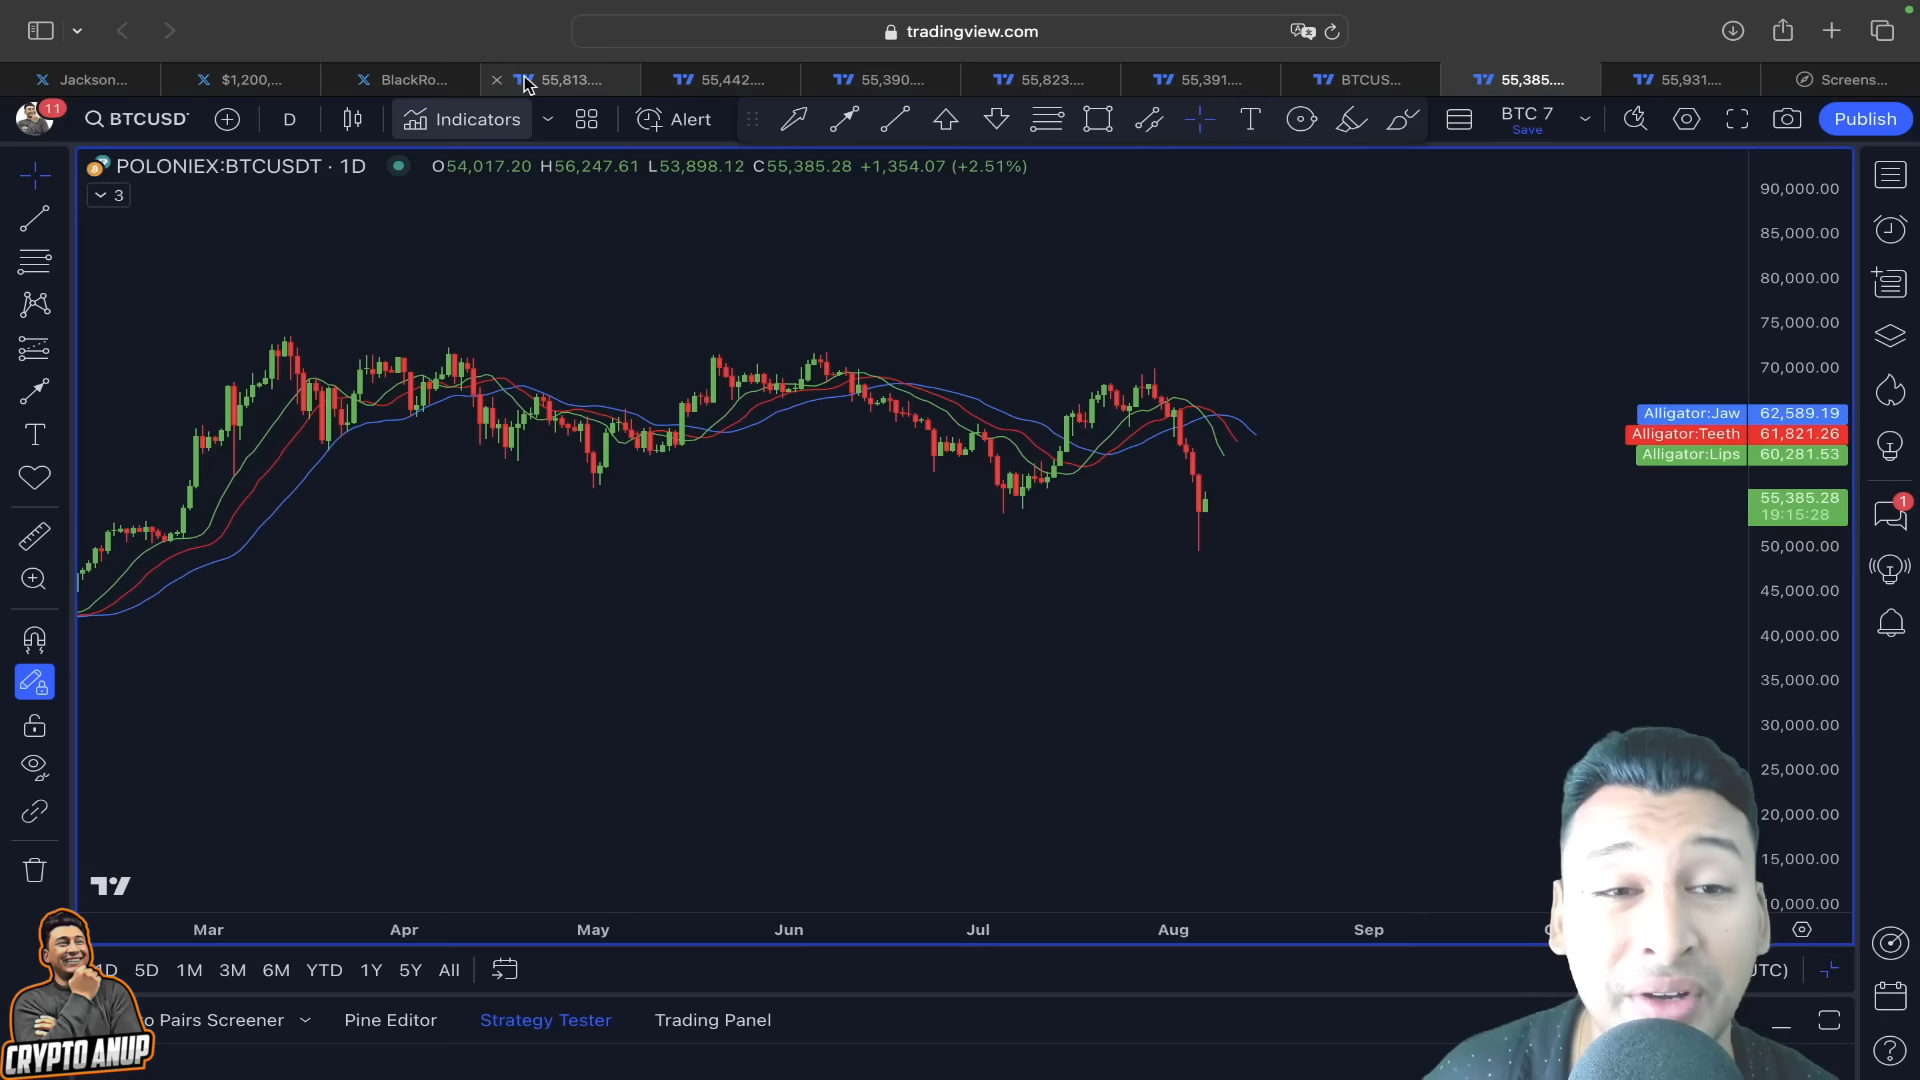 tradingview.com
Jackson...
$1,200,...
BlackRo...
55,813....
55,442....
55,390....
55,823....
55,391....
BTCUS...
55,385....
55,931....
Screens...
11
BTCUSD
D
Indicators
Alert
BTC 7
Save
Publish
POLONIEX:BTCUSDT · 1D
O54,017.20 H56,247.61 L53,898.12 C55,385.28 +1,354.07 (+2.51%)
3
90,000.00
85,000.00
80,000.00
75,000.00
70,000.00
Alligator:Jaw 62,589.19
Alligator:Teeth 61,821.26
Alligator:Lips 60,281.53
55,385.28
19:15:28
1
50,000.00
45,000.00
40,000.00
35,000.00
30,000.00
25,000.00
20,000.00
15,000.00
0,000.00
Mar Apr May Jun Jul Aug Sep
1D 5D 1M 3M 6M YTD 1Y 5Y All
UTC)
o Pairs Screener
Pine Editor
Strategy Tester
Trading Panel
CRYPTO ANUP